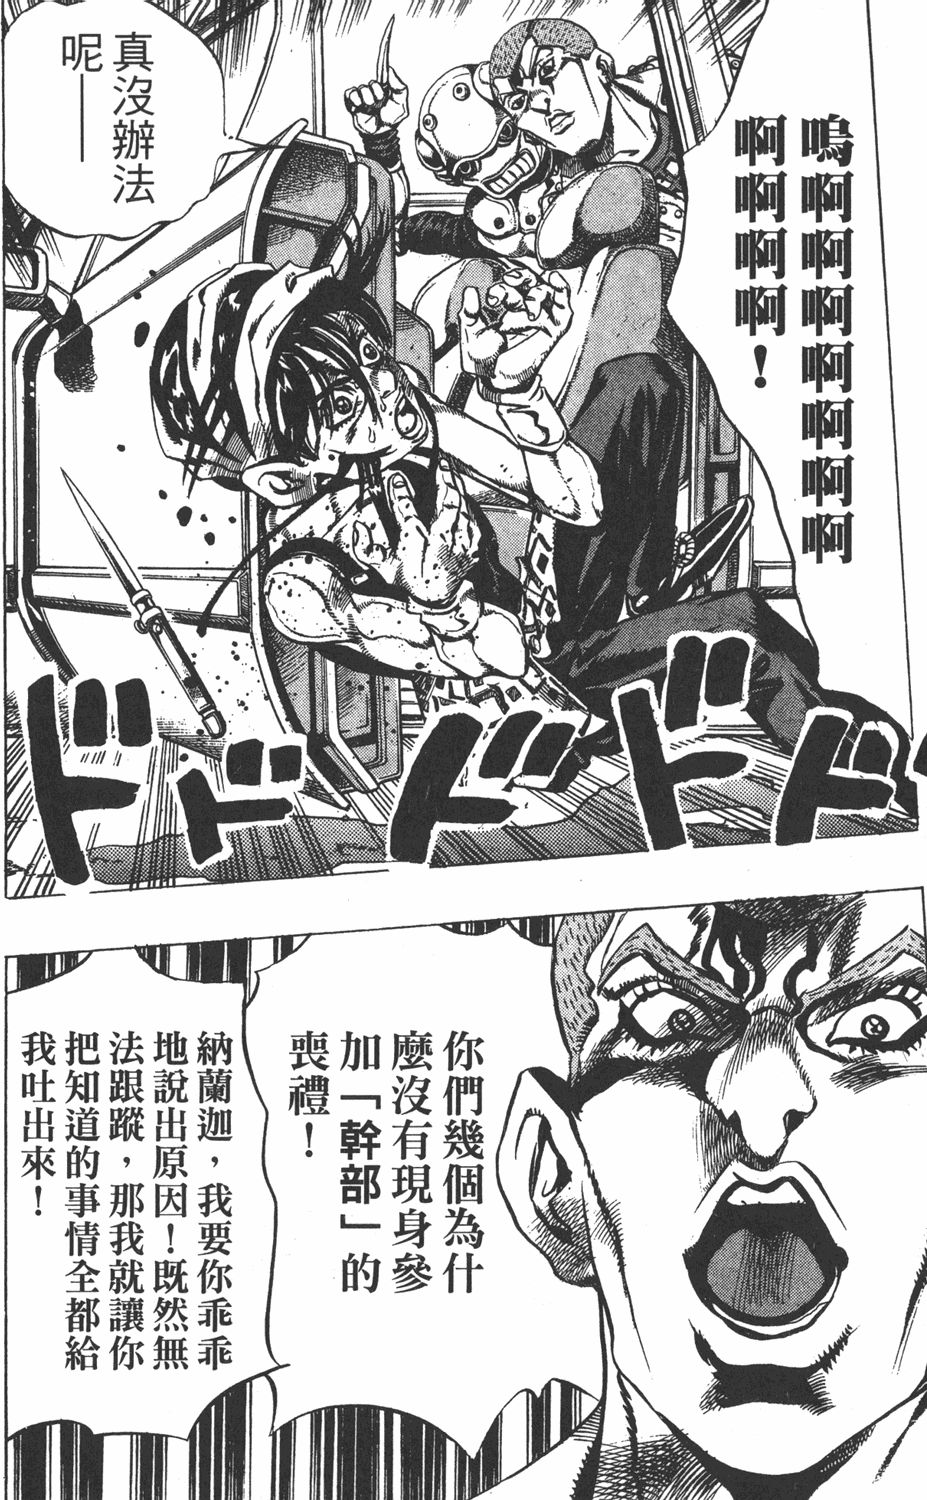 嗚啊啊啊啊啊啊啊
啊啊啊啊！
真沒辦法
呢——
ドドドドド
你們幾個為什
麼沒有現身參
加「幹部」的
喪禮！
納蘭迦，我要你乖乖
地說出原因！既然無
法跟蹤，那我就讓你
把知道的事情全都給
我吐出來！